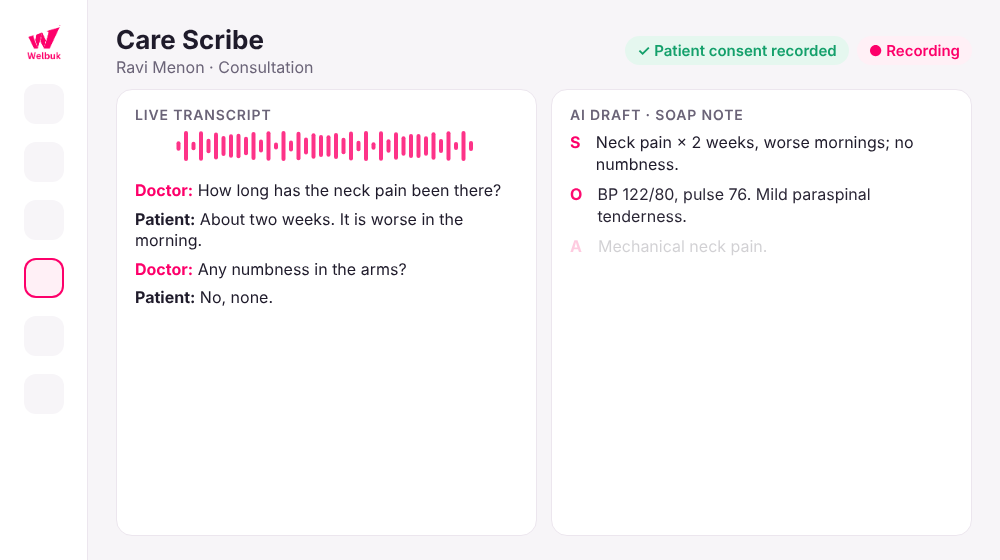 Welbuk
Care Scribe
Ravi Menon · Consultation
✓ Patient consent recorded
Recording
LIVE TRANSCRIPT
Doctor: How long has the neck pain been there?
Patient: About two weeks. It is worse in the
morning.
Doctor: Any numbness in the arms?
Patient: No, none.
AI DRAFT · SOAP NOTE
S Neck pain × 2 weeks, worse mornings; no
numbness.
O BP 122/80, pulse 76. Mild paraspinal
tenderness.
A Mechanical neck pain.